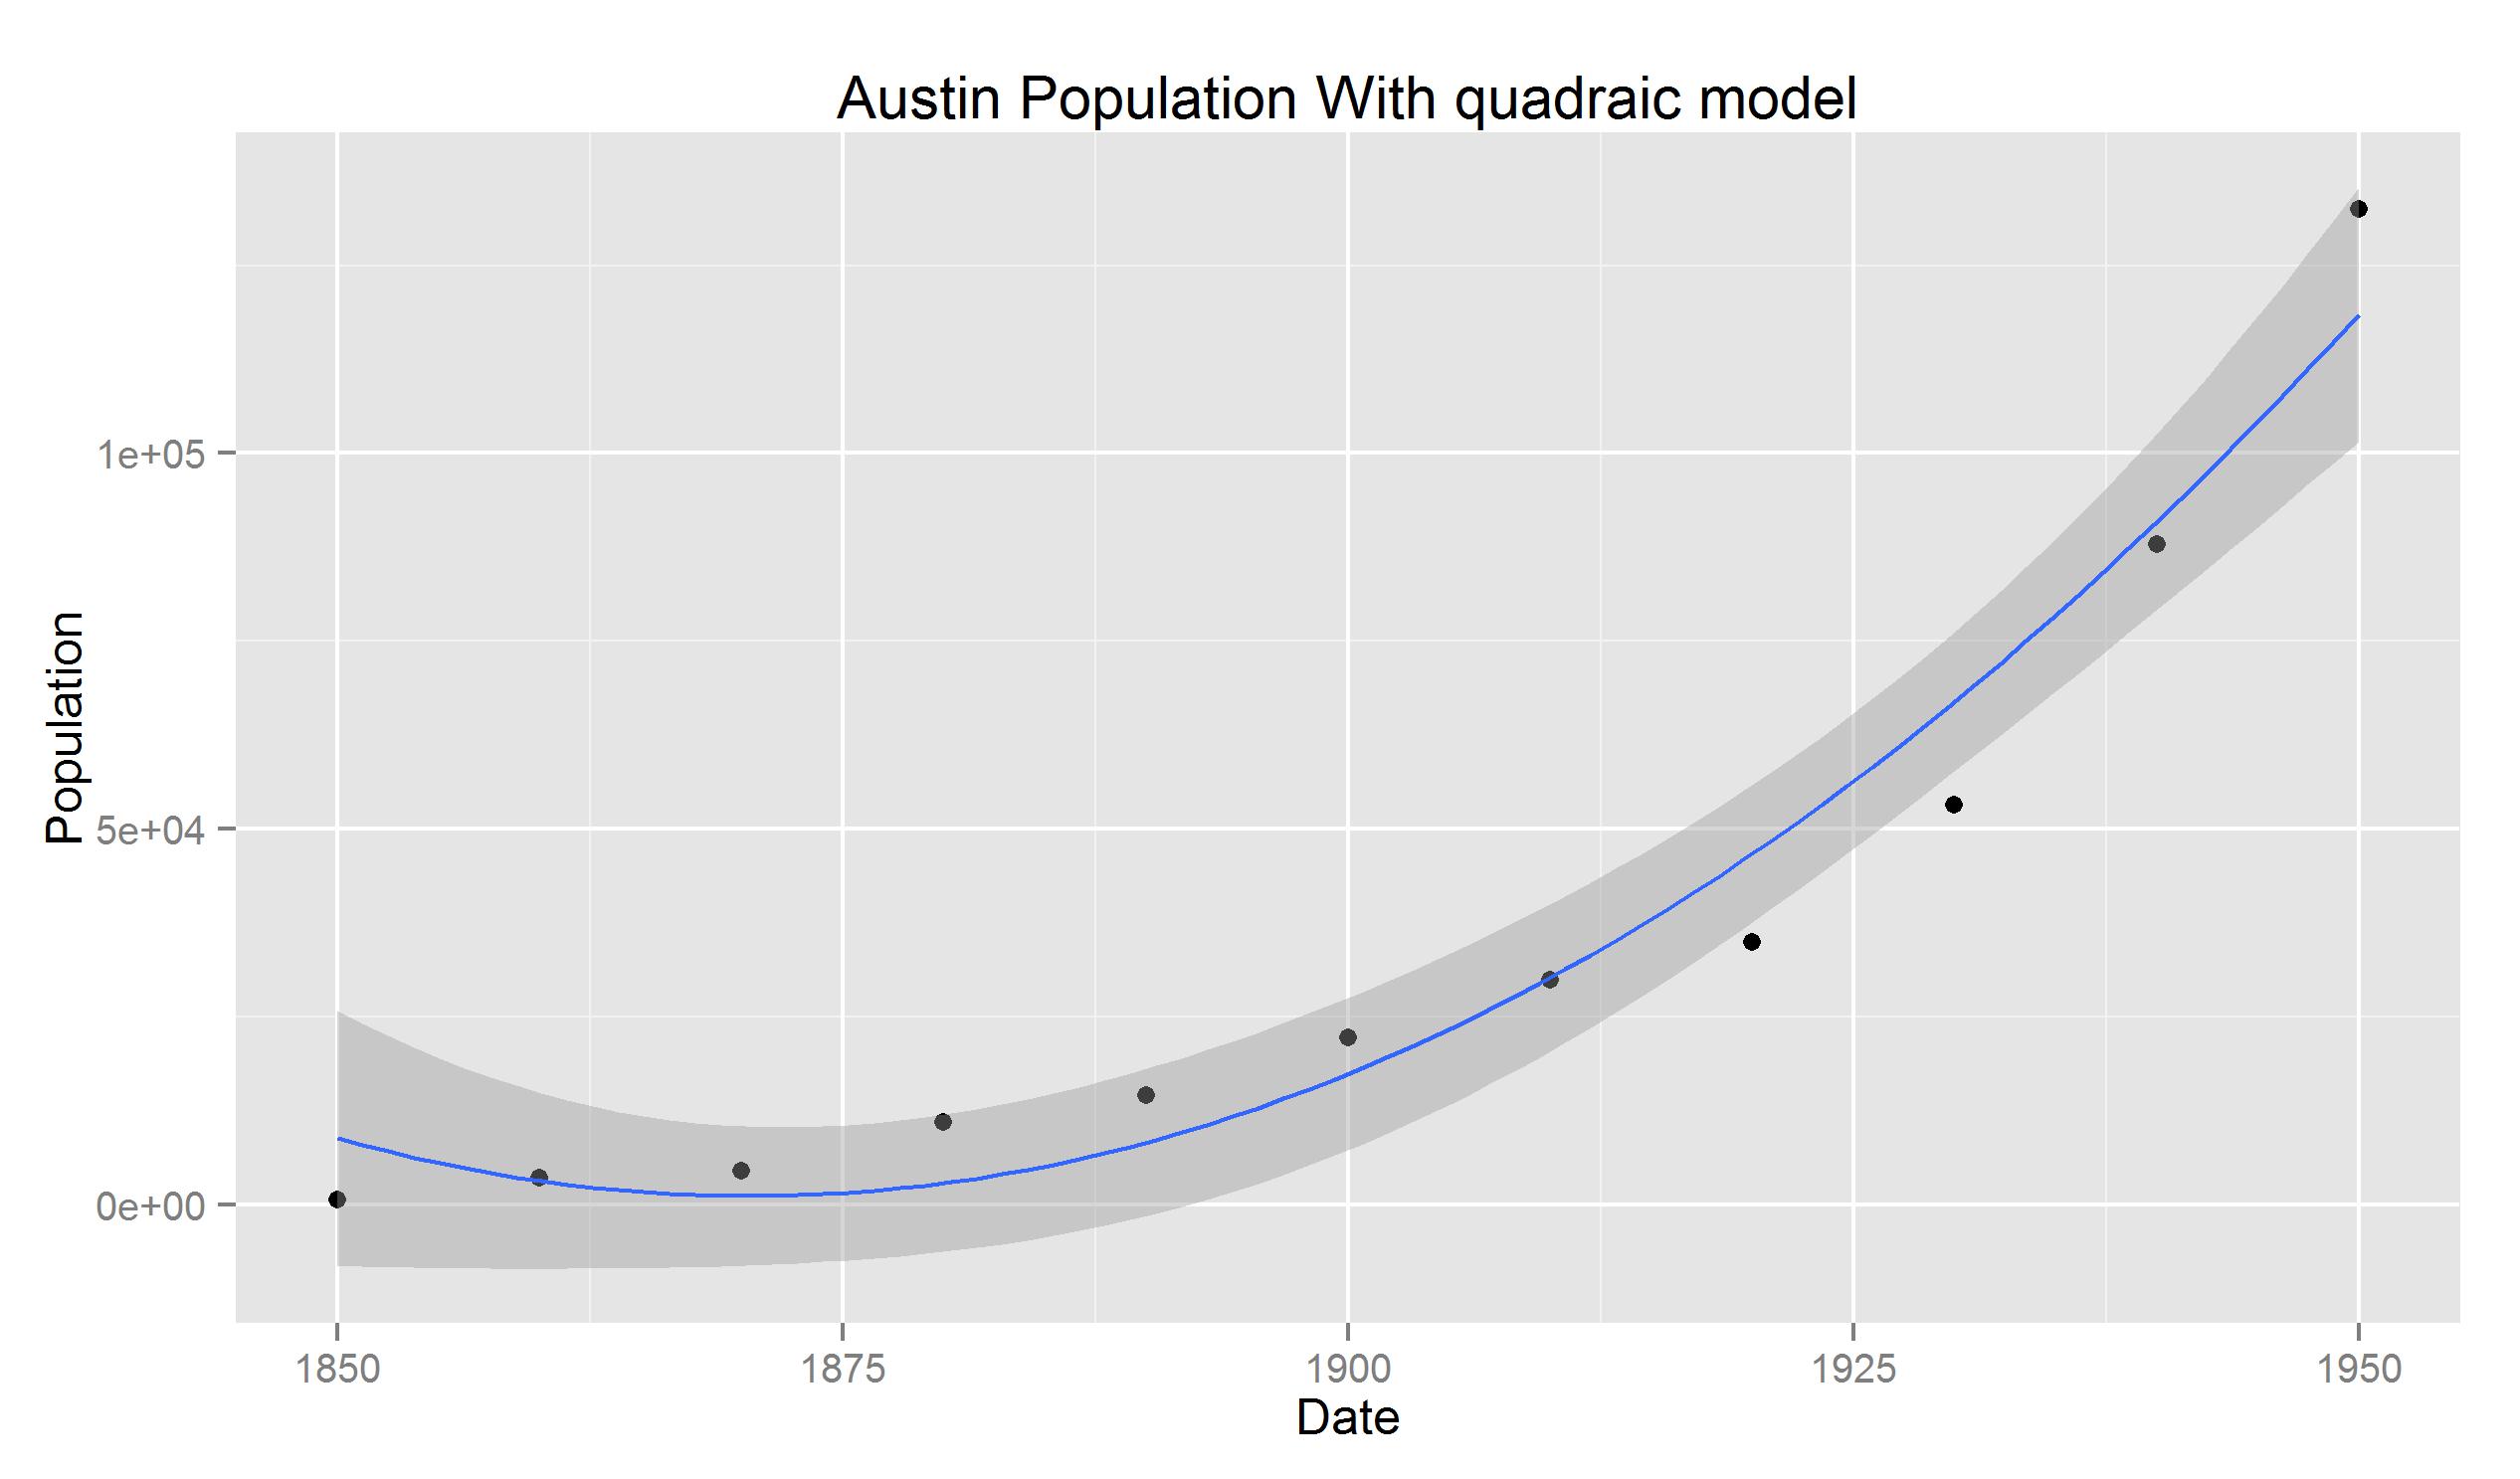 Austin Population With quadraic model
Population
1e+05
5e+04
0e+00
1850 1875 1900 1925 1950
Date